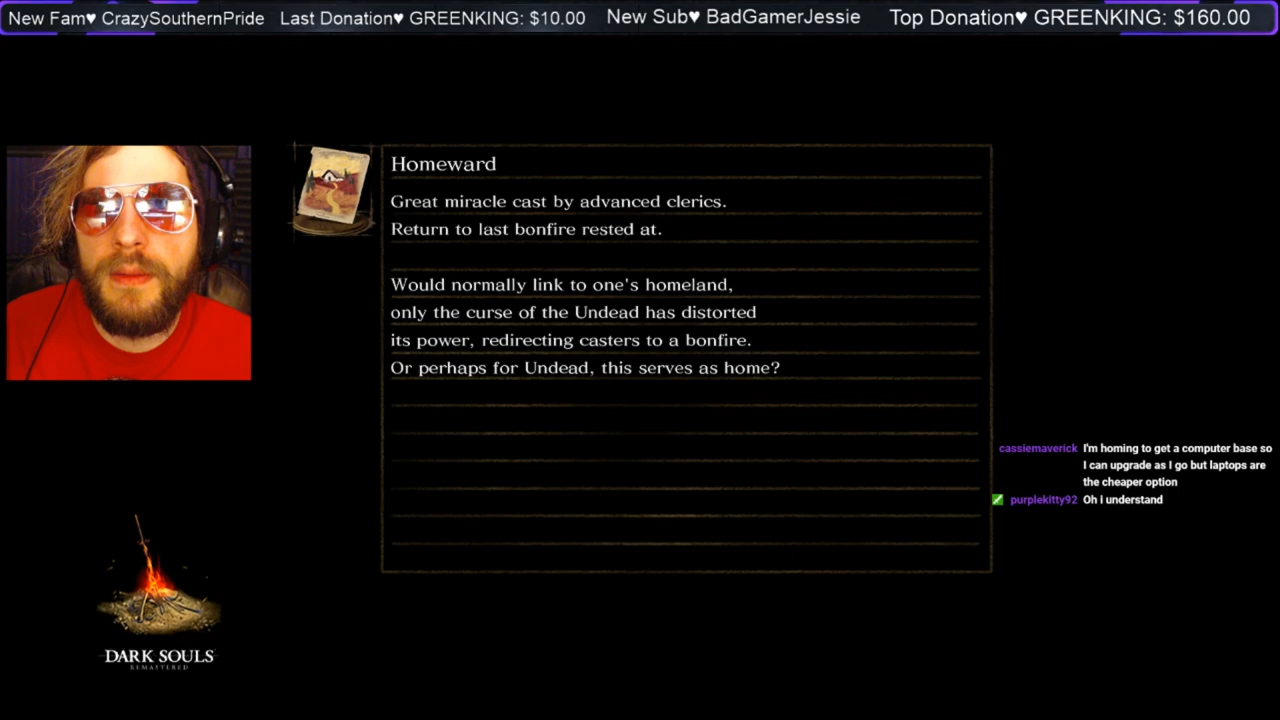 New Fam♥ CrazySouthernPride Last Donation♥ GREENKING: $10.00 New Sub♥ BadGamerJessie Top Donation♥ GREENKING: $160.00
Homeward
Great miracle cast by advanced clerics.
Return to last bonfire rested at.
Would normally link to one's homeland,
only the curse of the Undead has distorted
its power, redirecting casters to a bonfire.
Or perhaps for Undead, this serves as home?
cassiemaverick I'm homing to get a computer base so
I can upgrade as I go but laptops are
the cheaper option
purplekitty92 Oh i understand
DARK SOULS
REMASTERED